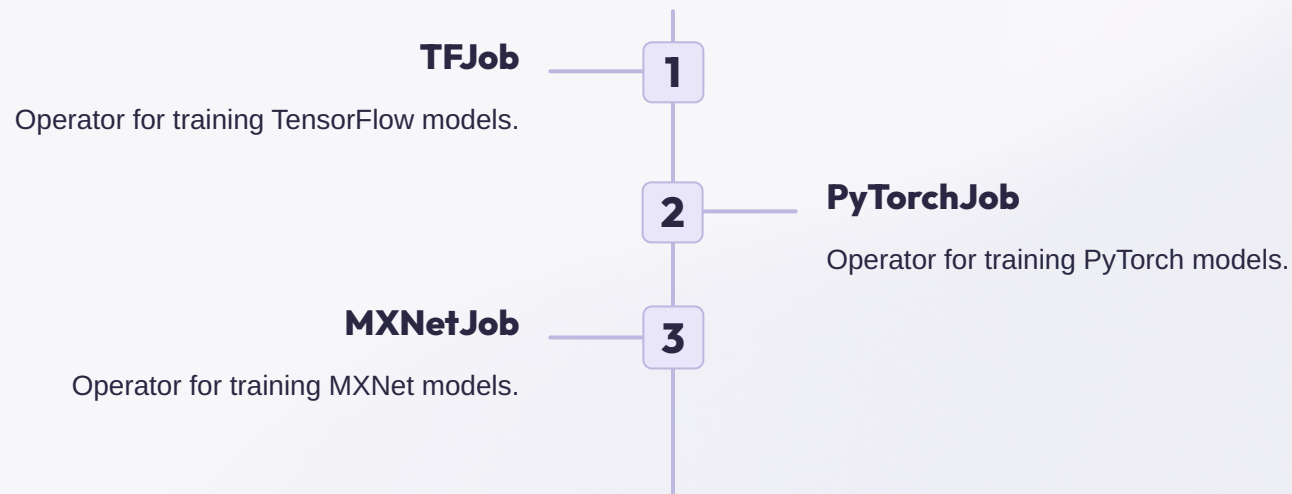 TFJob
1
Operator for training TensorFlow models.
2
PyTorchJob
Operator for training PyTorch models.
MXNetJob
3
Operator for training MXNet models.